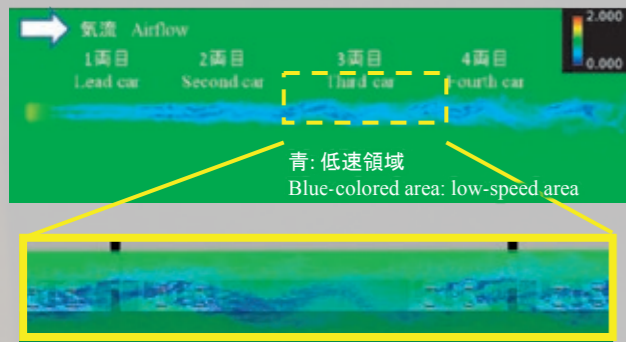 気流 Airflow
1両目 2両目 3両目 4両目
Lead car Second car Third car Fourth car
2.000
0.000
青: 低速領域
Blue-colored area: low-speed area